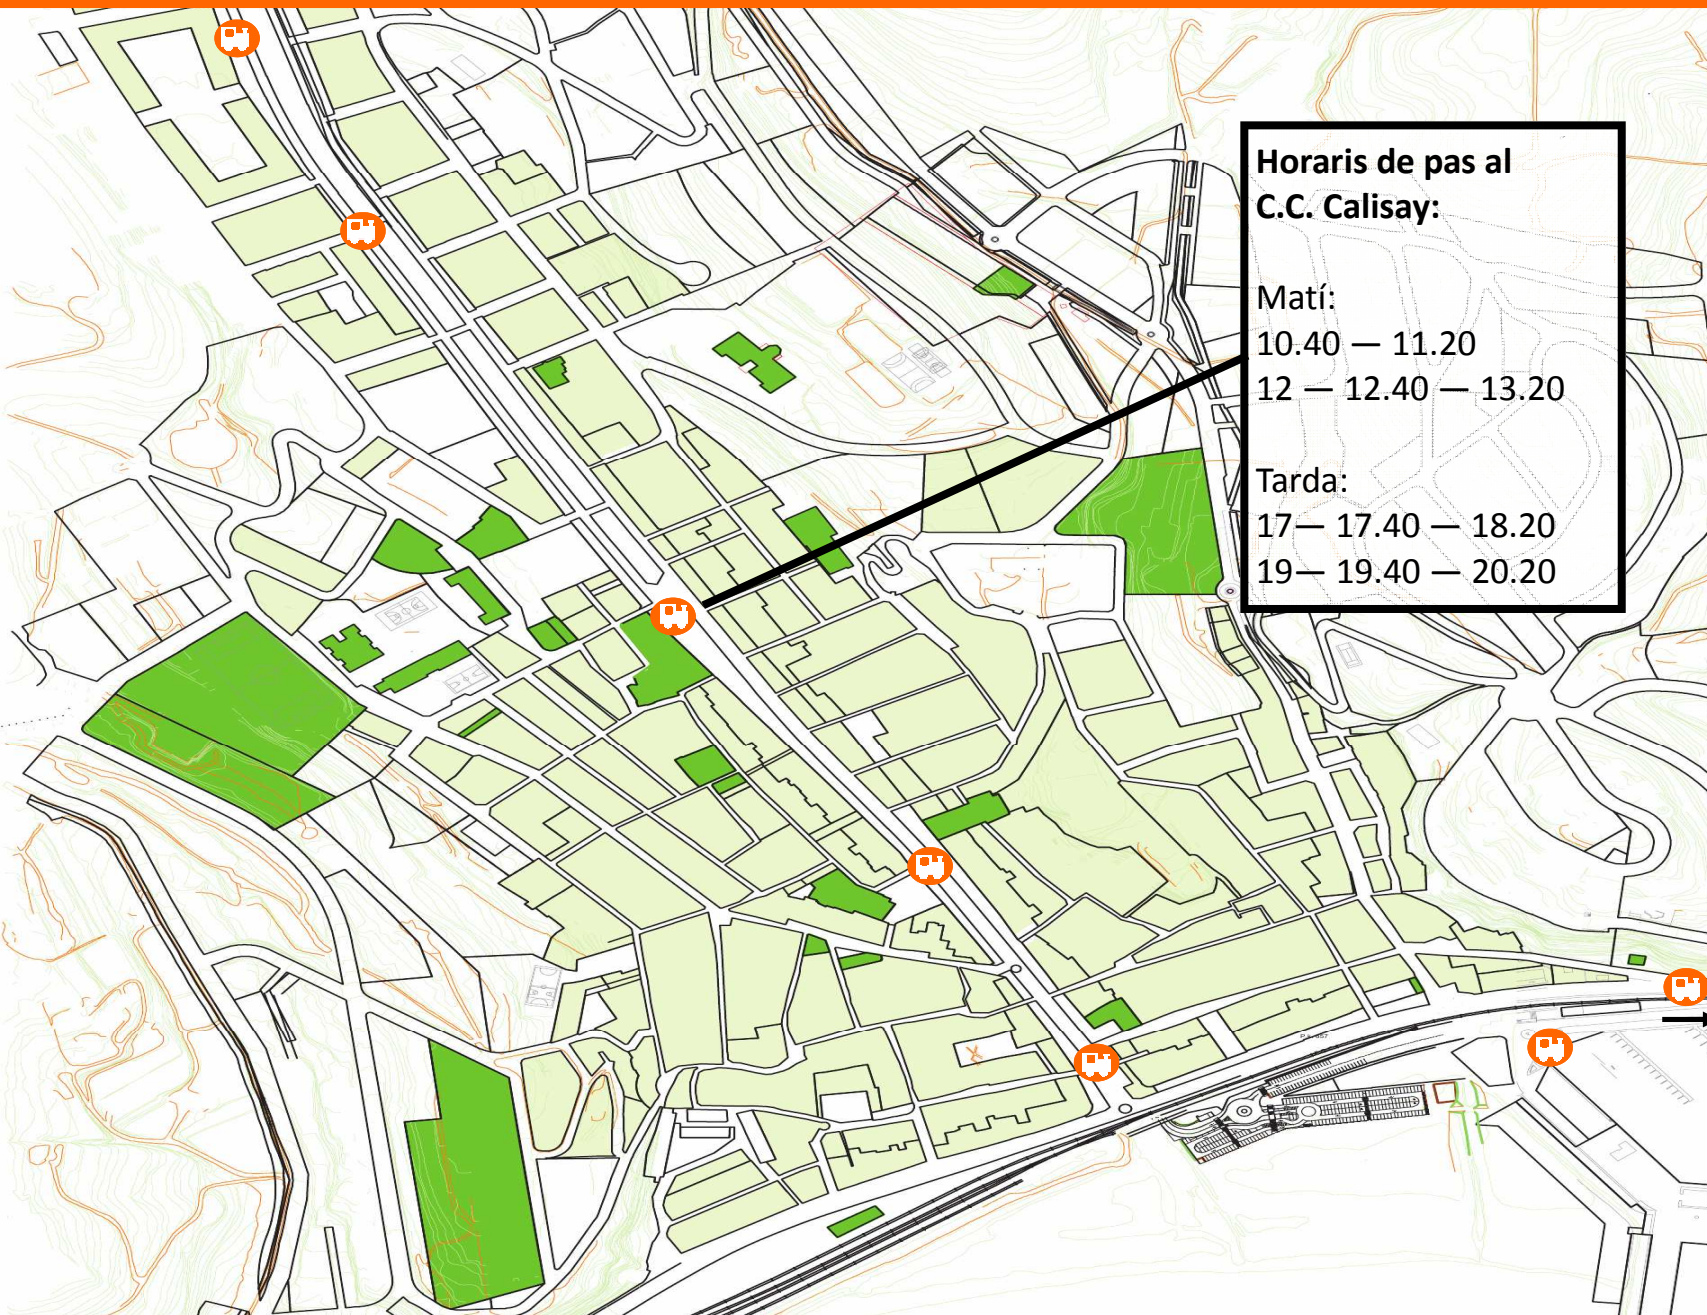 Horaris de pas al
C.C. Calisay:
Matí:
10.40 — 11.20
12 — 12.40 — 13.20
Tarda:
17— 17.40 — 18.20
19— 19.40 — 20.20